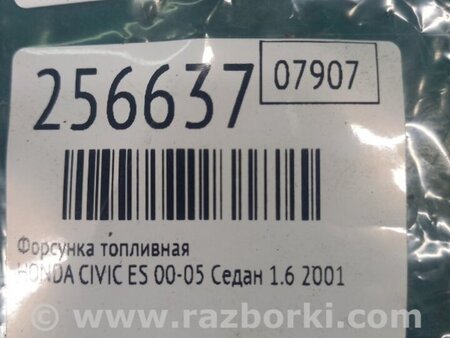 256637
07907
Форсунка топливная
HONDA CIVIC ES 00-05 Седан 1.6 2001
www.razborki.com